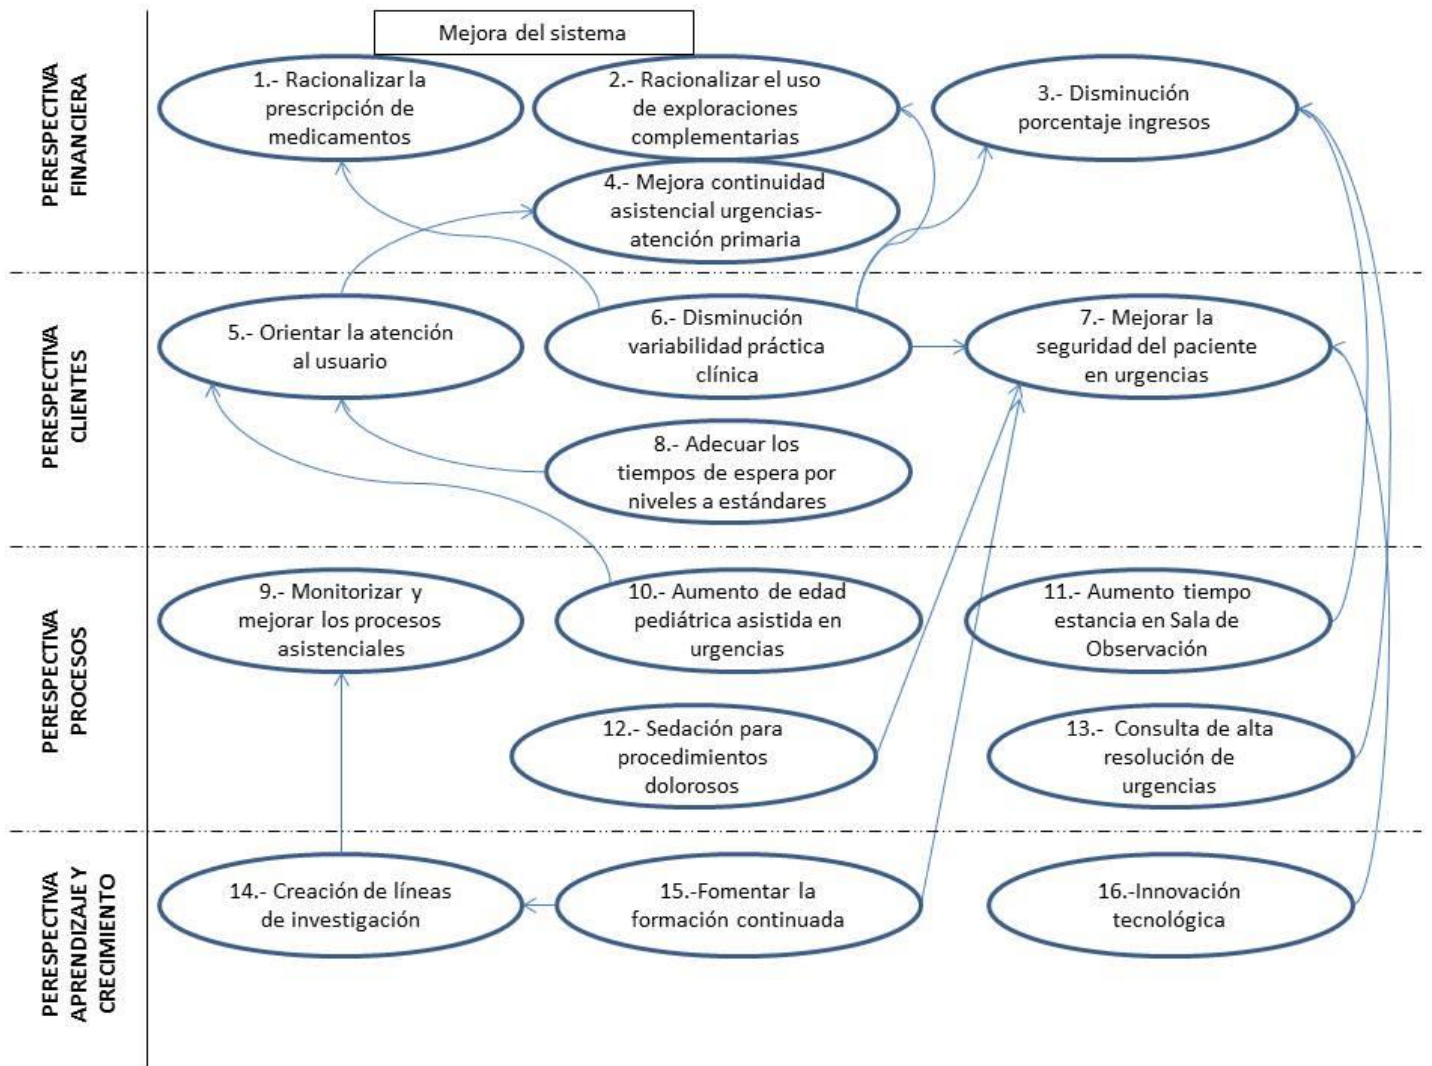 Mejora del sistema
PERESPECTIVA
FINANCIERA
1.- Racionalizar la
prescripción de
medicamentos
2.- Racionalizar el uso
de exploraciones
complementarias
3.- Disminución
porcentaje ingresos
4.- Mejora continuidad
asistencial urgencias-
atención primaria
PERESPECTIVA
CLIENTES
5.- Orientar la atención
al usuario
6.- Disminución
variabilidad práctica
clínica
7.- Mejorar la
seguridad del paciente
en urgencias
8.- Adecuar los
tiempos de espera por
niveles a estándares
PERESPECTIVA
PROCESOS
9.- Monitorizar y
mejorar los procesos
asistenciales
10.- Aumento de edad
pediátrica asistida en
urgencias
11.- Aumento tiempo
estancia en Sala de
Observación
12.- Sedación para
procedimientos
dolorosos
13.- Consulta de alta
resolución de
urgencias
PERESPECTIVA
APRENDIZAJE Y
CRECIMIENTO
14.- Creación de líneas
de investigación
15.-Fomentar la
formación continuada
16.-Innovación
tecnológica